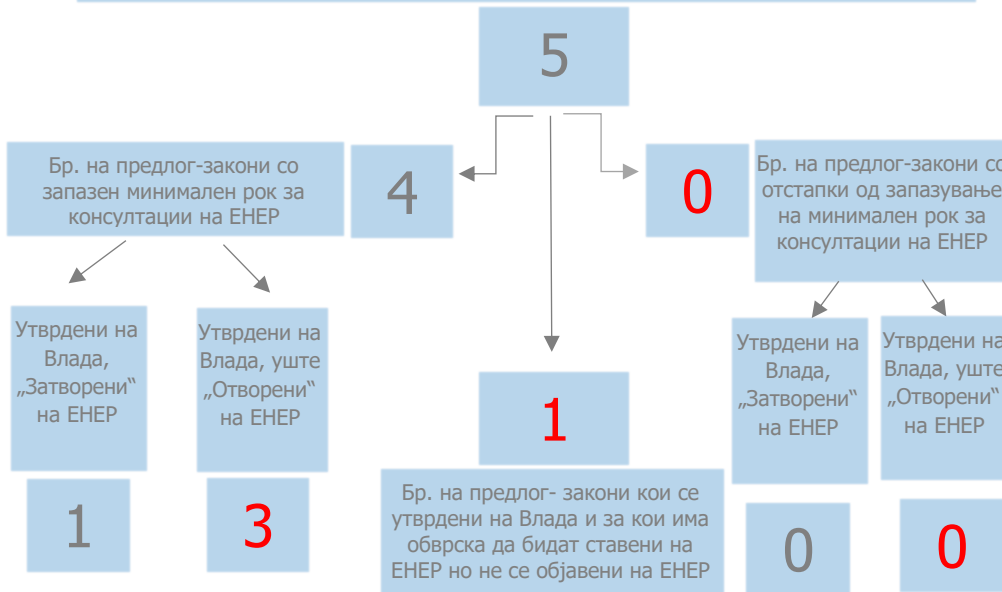 5
Бр. на предлог-закони со
запазен минимален рок за
консултации на ЕНЕР
4
0
Бр. на предлог-закони со
отстапки од запазување
на минимален рок за
консултации на ЕНЕР
Утврдени на
Влада,
„Затворени“
на ЕНЕР
Утврдени на
Влада, уште
„Отворени“
на ЕНЕР
1
3
1
Бр. на предлог- закони кои се
утврдени на Влада и за кои има
обврска да бидат ставени на
ЕНЕР но не се објавени на ЕНЕР
Утврдени на
Влада,
„Затворени“
на ЕНЕР
Утврдени на
Влада, уште
„Отворени“
на ЕНЕР
0
0